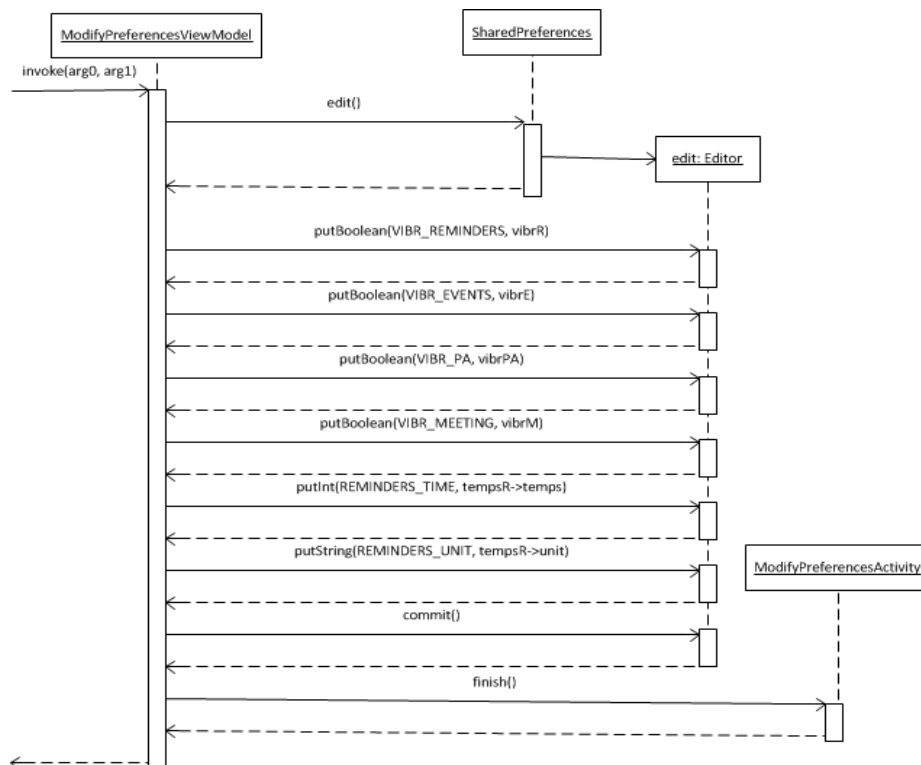 ModifyPreferencesViewModel
SharedPreferences
invoke(arg0, arg1)
edit()
edit: Editor
putBoolean(VIBR_REMINDERS, vibrR)
putBoolean(VIBR_EVENTS, vibrE)
putBoolean(VIBR_PA, vibrPA)
putBoolean(VIBR_MEETING, vibrM)
putInt(REMINDERS_TIME, tempsR->temps)
putString(REMINDERS_UNIT, tempsR->unit)
ModifyPreferencesActivity
commit()
finish()